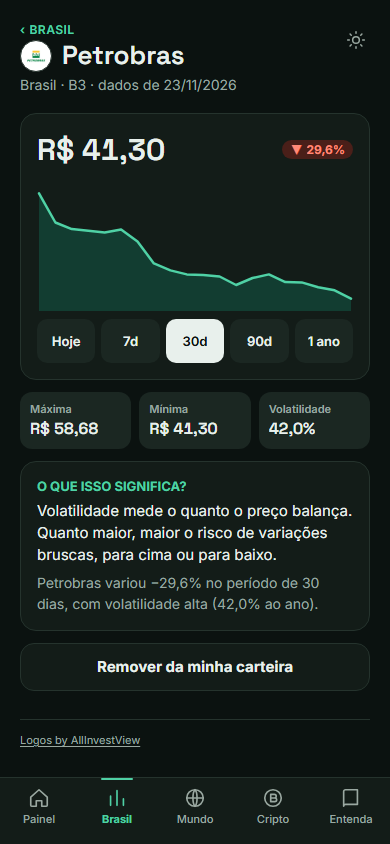 ‹ BRASIL
Petrobras
Brasil · B3 · dados de 23/11/2026
R$ 41,30
▼ 29,6%
Hoje
7d
30d
90d
1 ano
Máxima
R$ 58,68
Mínima
R$ 41,30
Volatilidade
42,0%
O QUE ISSO SIGNIFICA?
Volatilidade mede o quanto o preço balança.
Quanto maior, maior o risco de variações
bruscas, para cima ou para baixo.
Petrobras variou −29,6% no período de 30
dias, com volatilidade alta (42,0% ao ano).
Remover da minha carteira
Logos by AllInvestView
Painel
Brasil
Mundo
Cripto
Entenda